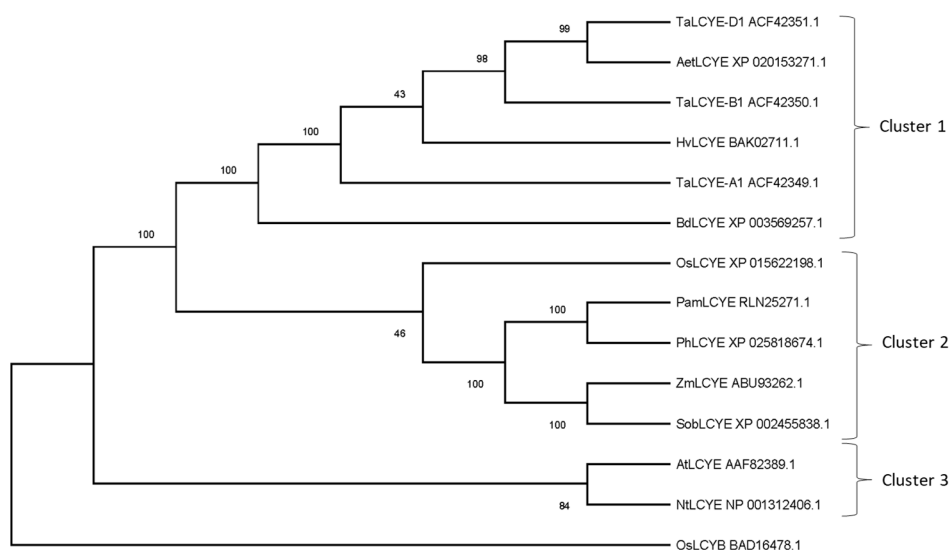 TaLCYE-D1 ACF42351.1
99
AetLCYE XP 020153271.1
98
TaLCYE-B1 ACF42350.1
43
Cluster 1
HvLCYE BAK02711.1
100
TaLCYE-A1 ACF42349.1
100
BdLCYE XP 003569257.1
100
OsLCYE XP 015622198.1
PamLCYE RLN25271.1
100
46
PhLCYE XP 025818674.1
Cluster 2
100
ZmLCYE ABU93262.1
100
SobLCYE XP 002455838.1
AtLCYE AAF82389.1
Cluster 3
84
NtLCYE NP 001312406.1
OsLCYB BAD16478.1